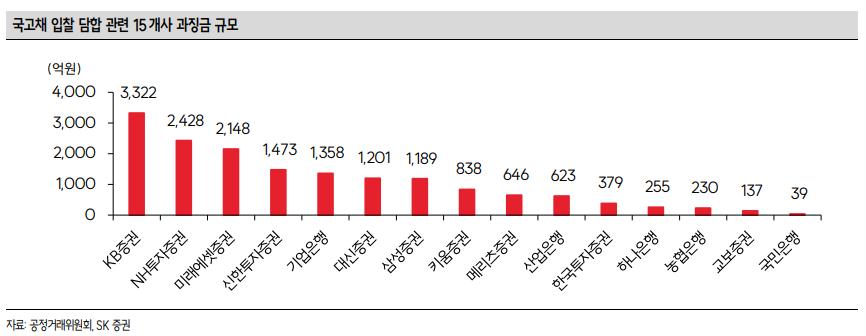 국고채 입찰 담합 관련 15개사 과징금 규모
(억원)
4,000
3,000
2,000
1,000
0
3,322
2,428
2,148
1,473
1,358
1,201
1,189
838
646
623
379
255
230
137
39
KB증권
NH투자증권
미래에셋증권
신한투자증권
기업은행
대신증권
삼성증권
키움증권
메리츠증권
산업은행
한국투자증권
하나은행
농협은행
교보증권
국민은행
자료: 공정거래위원회, SK 증권